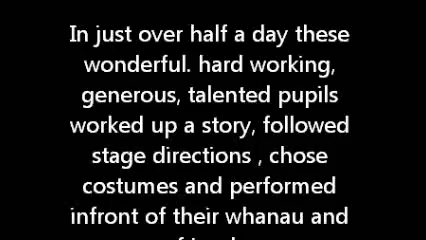 In just over half a day these
wonderful. hard working,
generous, talented pupils
worked up a story, followed
stage directions , chose
costumes and performed
infront of their whanau and